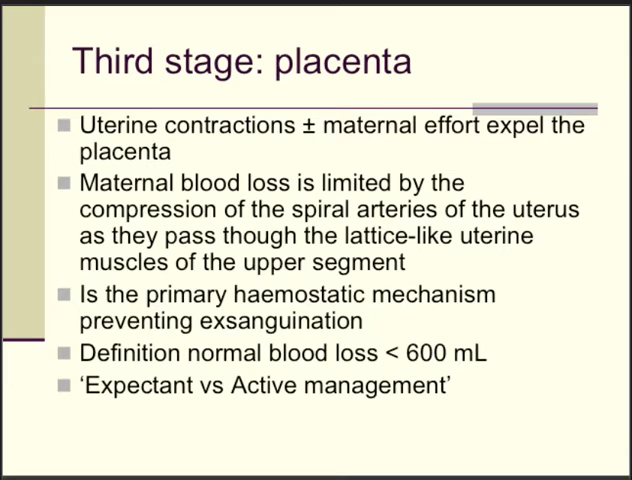 Third stage: placenta
Uterine contractions ± maternal effort expel the
placenta
Maternal blood loss is limited by the
compression of the spiral arteries of the uterus
as they pass though the lattice-like uterine
muscles of the upper segment
Is the primary haemostatic mechanism
preventing exsanguination
Definition normal blood loss < 600 mL
‘Expectant vs Active management’